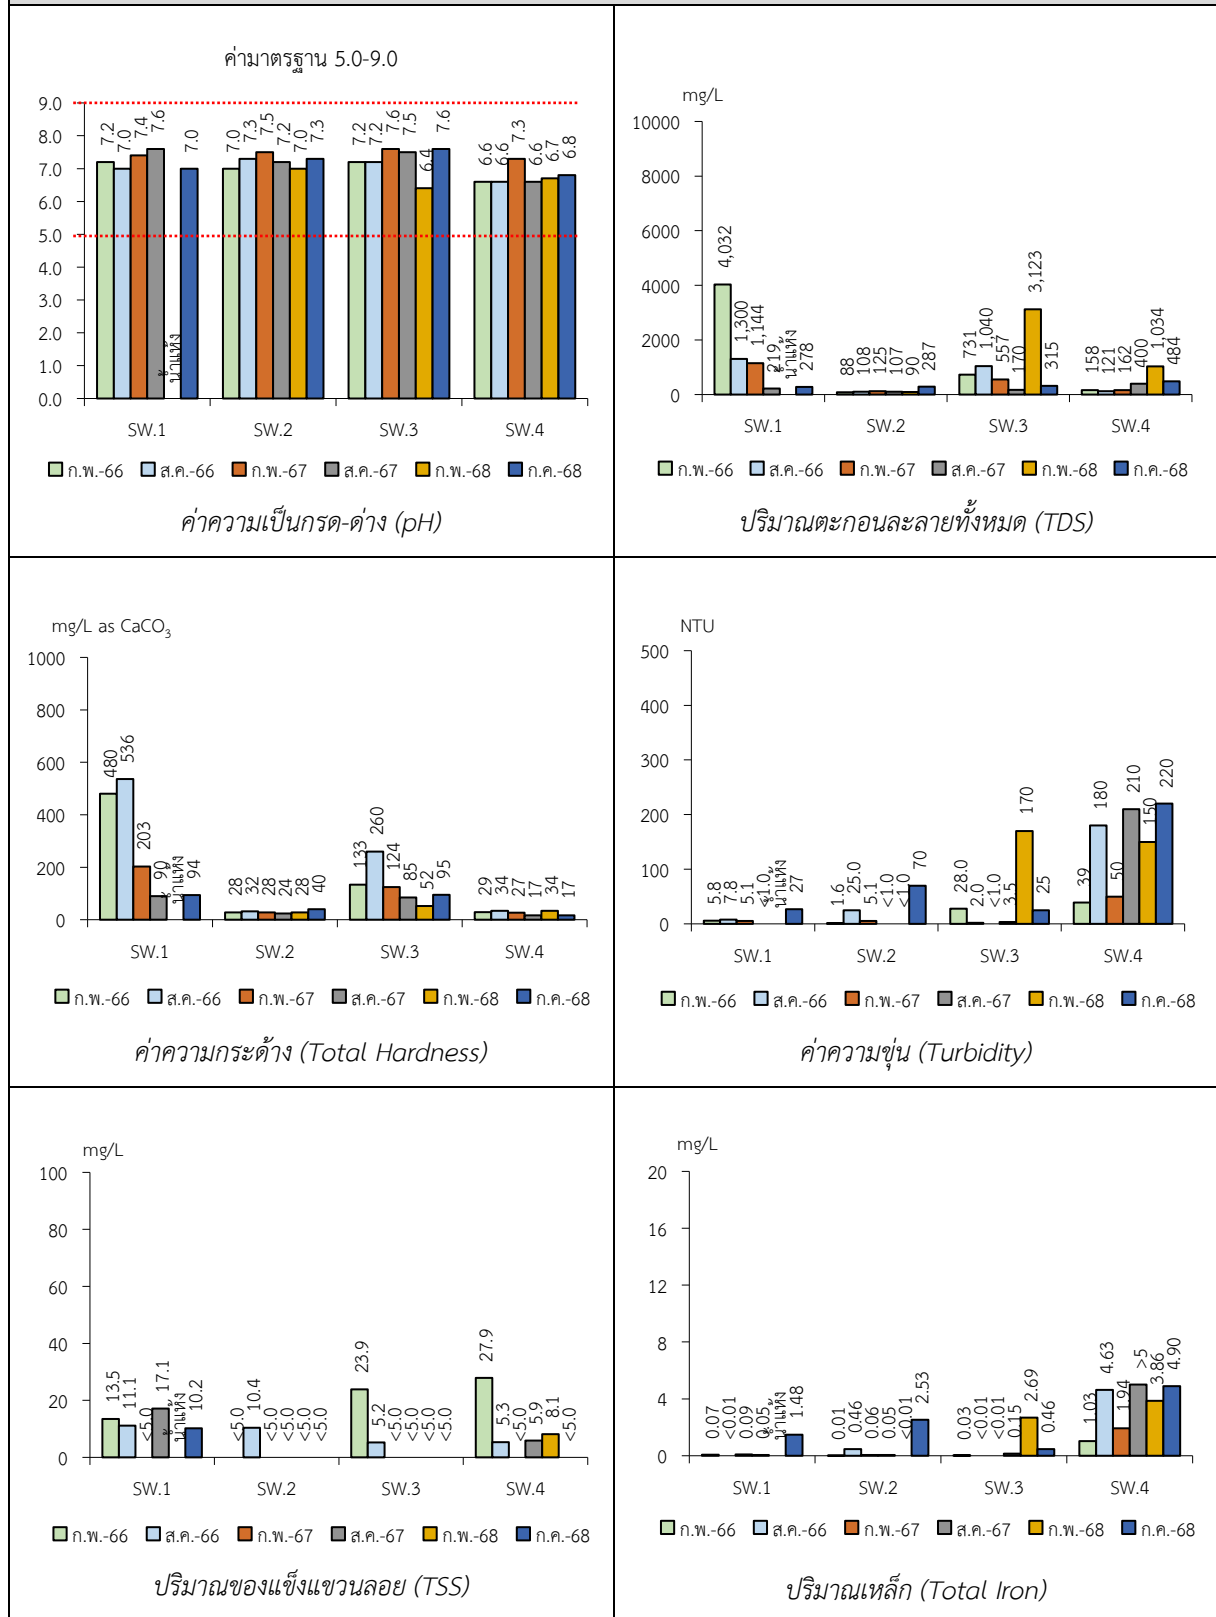 ค่ามาตรฐาน 5.0-9.0
9.0
8.0
7.0
6.0
5.0
4.0
3.0
2.0
1.0
0.0
7.2 7.0 7.4 7.6 น้ำแห้ง 7.0
7.0 7.3 7.5 7.2 7.0 7.3
7.2 7.2 7.6 7.5 6.4 7.6
6.6 6.6 7.3 6.6 6.7 6.8
SW.1 SW.2 SW.3 SW.4
ก.พ.-66 ส.ค.-66 ก.พ.-67 ส.ค.-67 ก.พ.-68 ก.ค.-68
ค่าความเป็นกรด-ด่าง (pH)
mg/L
10000
8000
6000
4000
2000
0
4,032 1,300 1,144 219 น้ำแห้ง 278
88 108 125 107 90 287
731 1,040 557 170 3,123 315
158 121 162 400 1,034 484
SW.1 SW.2 SW.3 SW.4
ก.พ.-66 ส.ค.-66 ก.พ.-67 ส.ค.-67 ก.พ.-68 ก.ค.-68
ปริมาณตะกอนละลายทั้งหมด (TDS)
mg/L as CaCO₃
1000
800
600
400
200
0
480 536 203 90 น้ำแห้ง 94
28 32 28 24 28 40
133 260 124 85 52 95
29 34 27 17 34 17
SW.1 SW.2 SW.3 SW.4
ก.พ.-66 ส.ค.-66 ก.พ.-67 ส.ค.-67 ก.พ.-68 ก.ค.-68
ค่าความกระด้าง (Total Hardness)
NTU
500
400
300
200
100
0
5.8 7.8 5.1 <1.0 น้ำแห้ง 27
1.6 25.0 5.1 <1.0 <1.0 70
28.0 2.0 <1.0 3.5 170 25
39 180 50 210 150 220
SW.1 SW.2 SW.3 SW.4
ก.พ.-66 ส.ค.-66 ก.พ.-67 ส.ค.-67 ก.พ.-68 ก.ค.-68
ค่าความขุ่น (Turbidity)
mg/L
100
80
60
40
20
0
13.5 11.1 <5.0 17.1 น้ำแห้ง 10.2
<5.0 10.4 <5.0 <5.0 <5.0 <5.0
23.9 5.2 <5.0 <5.0 <5.0 <5.0
27.9 5.3 <5.0 5.9 8.1 <5.0
SW.1 SW.2 SW.3 SW.4
ก.พ.-66 ส.ค.-66 ก.พ.-67 ส.ค.-67 ก.พ.-68 ก.ค.-68
ปริมาณของแข็งแขวนลอย (TSS)
mg/L
20
16
12
8
4
0
0.07 <0.01 0.09 0.05 น้ำแห้ง 1.48
0.01 0.46 0.06 0.05 <0.01 2.53
0.03 <0.01 <0.01 0.15 2.69 0.46
1.03 4.63 1.94 >5 3.86 4.90
SW.1 SW.2 SW.3 SW.4
ก.พ.-66 ส.ค.-66 ก.พ.-67 ส.ค.-67 ก.พ.-68 ก.ค.-68
ปริมาณเหล็ก (Total Iron)